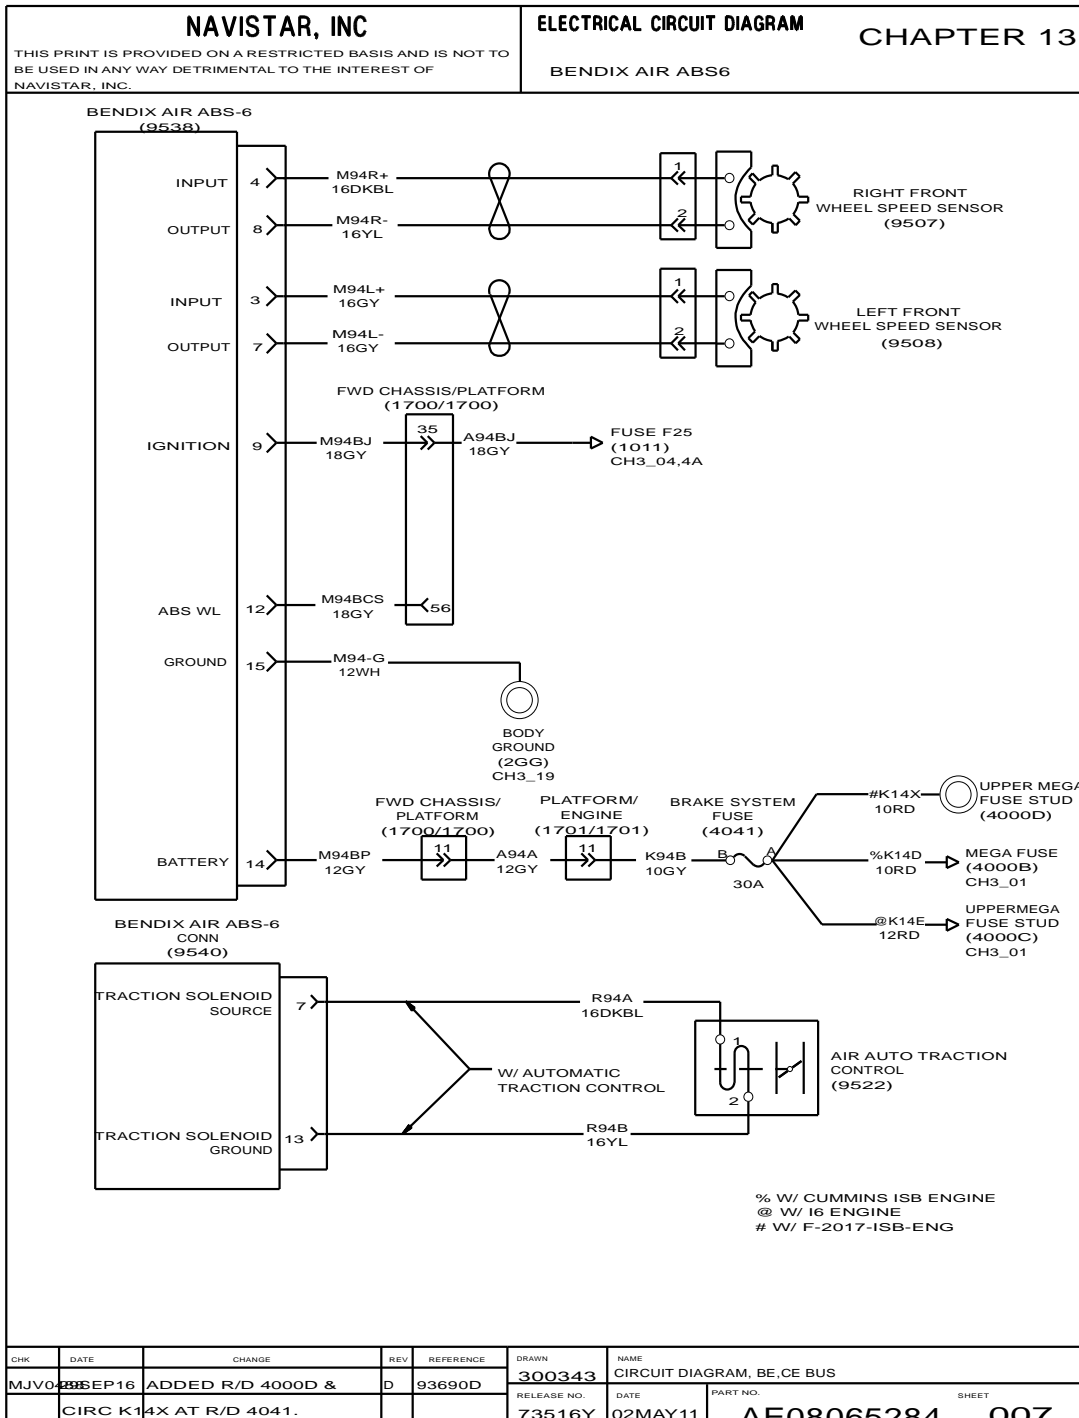 NAVISTAR, INC
THIS PRINT IS PROVIDED ON A RESTRICTED BASIS AND IS NOT TO
BE USED IN ANY WAY DETRIMENTAL TO THE INTEREST OF
NAVISTAR, INC.
ELECTRICAL CIRCUIT DIAGRAM
BENDIX AIR ABS6
CHAPTER 13
BENDIX AIR ABS-6
(9538)
INPUT 4
M94R+
16DKBL
1
OUTPUT 8
M94R-
16YL
2
RIGHT FRONT
WHEEL SPEED SENSOR
(9507)
INPUT 3
M94L+
16GY
1
OUTPUT 7
M94L-
16GY
2
LEFT FRONT
WHEEL SPEED SENSOR
(9508)
FWD CHASSIS/PLATFORM
(1700/1700)
IGNITION 9
M94BJ
18GY
35
A94BJ
18GY
FUSE F25
(1011)
CH3_04,4A
ABS WL 12
M94BCS
18GY
56
GROUND 15
M94-G
12WH
BODY
GROUND
(2GG)
CH3_19
FWD CHASSIS/
PLATFORM
(1700/1700)
PLATFORM/
ENGINE
(1701/1701)
BRAKE SYSTEM
FUSE
(4041)
BATTERY 14
M94BP
12GY
11
A94A
12GY
11
K94B
10GY
B
A
30A
#K14X
10RD
UPPER MEGA
FUSE STUD
(4000D)
%K14D
10RD
MEGA FUSE
(4000B)
CH3_01
@K14E
12RD
UPPERMEGA
FUSE STUD
(4000C)
CH3_01
BENDIX AIR ABS-6
CONN
(9540)
TRACTION SOLENOID
SOURCE
7
R94A
16DKBL
W/ AUTOMATIC
TRACTION CONTROL
1
2
AIR AUTO TRACTION
CONTROL
(9522)
TRACTION SOLENOID
GROUND
13
R94B
16YL
% W/ CUMMINS ISB ENGINE
@ W/ I6 ENGINE
# W/ F-2017-ISB-ENG
CHK DATE CHANGE REV REFERENCE
ADDED R/D 4000D & D 93690D
CIRC K14X AT R/D 4041.
DRAWN
300343
NAME
CIRCUIT DIAGRAM, BE,CE BUS
RELEASE NO.
73516Y
DATE
02MAY11
PART NO.
AE08065284
SHEET
007